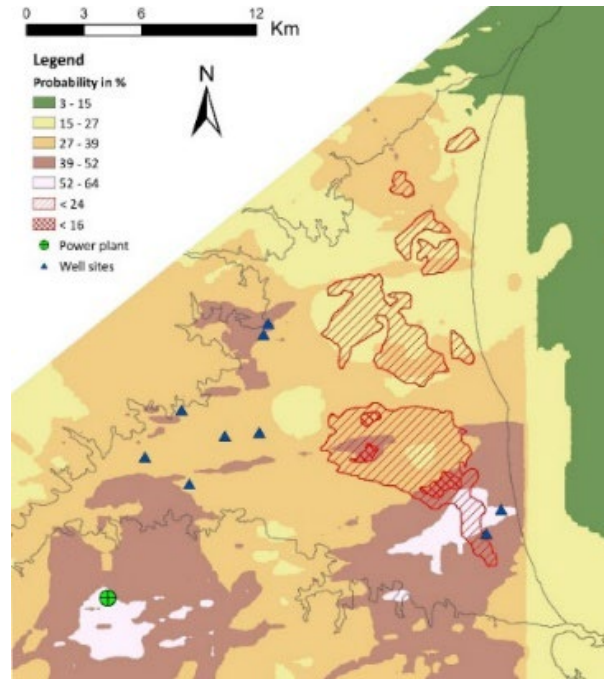 0 3 6 12
Km
Legend
Probability in %
3 - 15
15 - 27
27 - 39
39 - 52
52 - 64
< 24
< 16
Power plant
Well sites
N